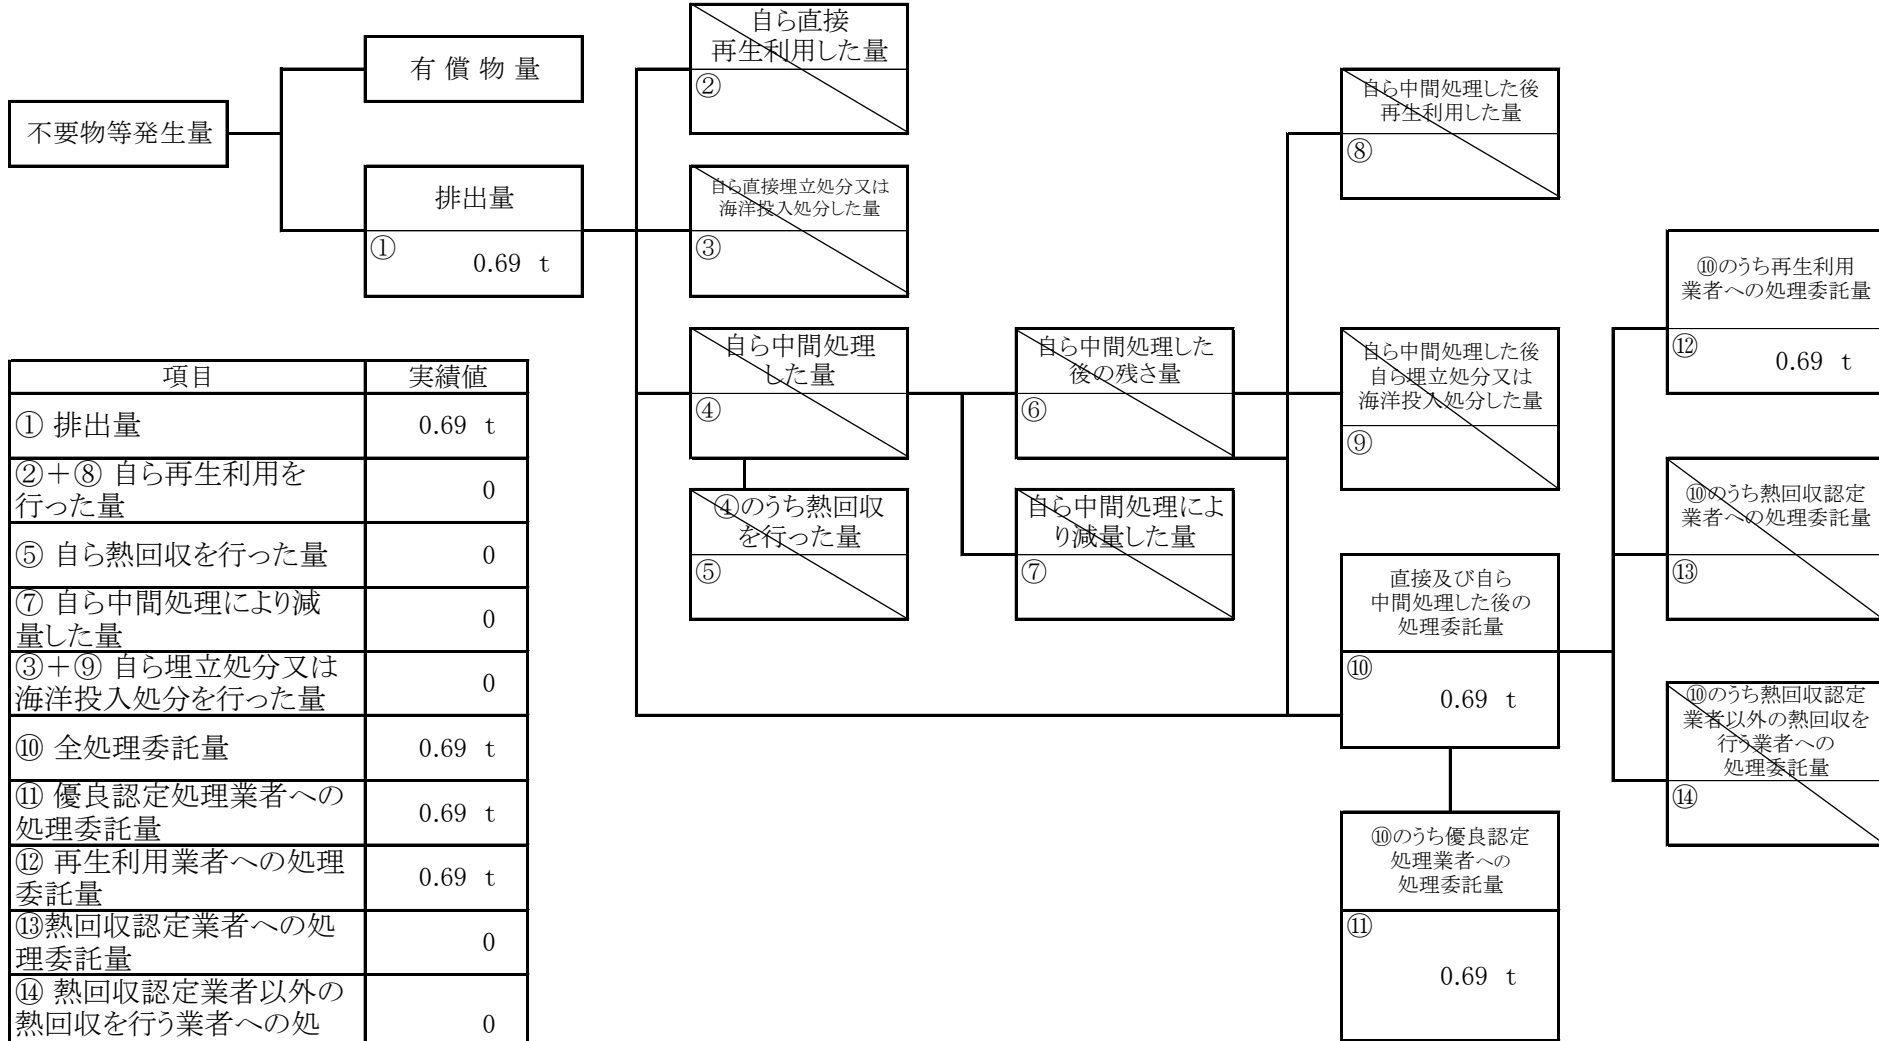 不要物等発生量
有 償 物 量
排出量
①
0.69 t
自ら直接
再生利用した量
②
自ら直接埋立処分又は
海洋投入処分した量
③
自ら中間処理
した量
④
④のうち熱回収
を行った量
⑤
自ら中間処理した
後の残さ量
⑥
自ら中間処理によ
り減量した量
⑦
自ら中間処理した後
再生利用した量
⑧
自ら中間処理した後
自ら埋立処分又は
海洋投入処分した量
⑨
直接及び自ら
中間処理した後の
処理委託量
⑩
0.69 t
⑩のうち優良認定
処理業者への
処理委託量
⑪
0.69 t
⑩のうち再生利用
業者への処理委託量
⑫
0.69 t
⑩のうち熱回収認定
業者への処理委託量
⑬
⑩のうち熱回収認定
業者以外の熱回収を
行う業者への
処理委託量
⑭
項目 実績値
① 排出量 0.69 t
②＋⑧ 自ら再生利用を
行った量 0
⑤ 自ら熱回収を行った量 0
⑦ 自ら中間処理により減
量した量 0
③＋⑨ 自ら埋立処分又は
海洋投入処分を行った量 0
⑩ 全処理委託量 0.69 t
⑪ 優良認定処理業者への
処理委託量 0.69 t
⑫ 再生利用業者への処理
委託量 0.69 t
⑬熱回収認定業者への処
理委託量 0
⑭ 熱回収認定業者以外の
熱回収を行う業者への処 0